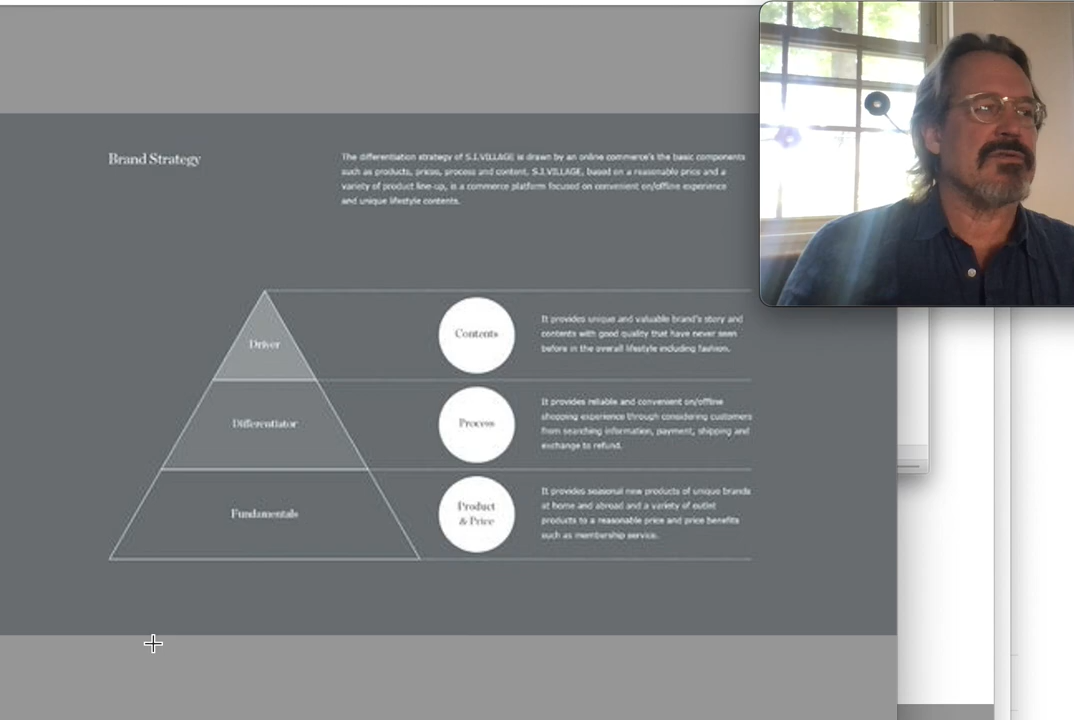 Brand Strategy
The differentiation strategy of S.I.VILLAGE is drawn by an online commerce's the basic components
such as products, prices, process and content. S.I.VILLAGE, based on a reasonable price and a
variety of product line-up, is a commerce platform focused on convenient on/offline experience
and unique lifestyle contents.
Driver
Contents
It provides unique and valuable brand's story and
contents with good quality that have never seen
before in the overall lifestyle including fashion.
Differentiator
Process
It provides reliable and convenient on/offline
shopping experience through considering customers
from searching information, payment, shipping and
exchange to refund.
Fundamentals
Product
& Price
It provides seasonal new products of unique brands
at home and abroad and a variety of outlet
products to a reasonable price and price benefits
such as membership service.